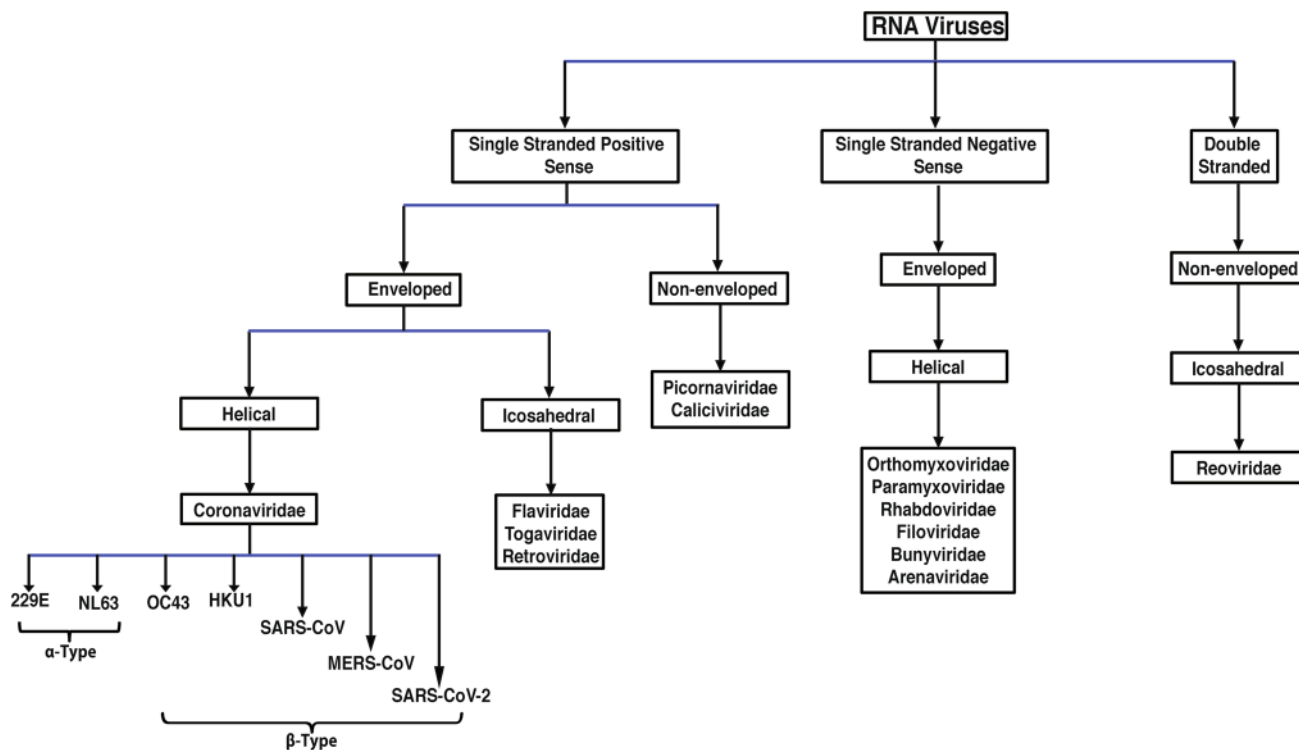 RNA Viruses
Single Stranded Positive
Sense
Single Stranded Negative
Sense
Double
Stranded
Enveloped
Non-enveloped
Enveloped
Non-enveloped
Helical
Icosahedral
Picornaviridae
Caliciviridae
Helical
Icosahedral
Coronaviridae
Flaviridae
Togaviridae
Retroviridae
Orthomyxoviridae
Paramyxoviridae
Rhabdoviridae
Filoviridae
Bunyviridae
Arenaviridae
Reoviridae
229E
NL63
OC43
HKU1
SARS-CoV
MERS-CoV
SARS-CoV-2
α-Type
β-Type